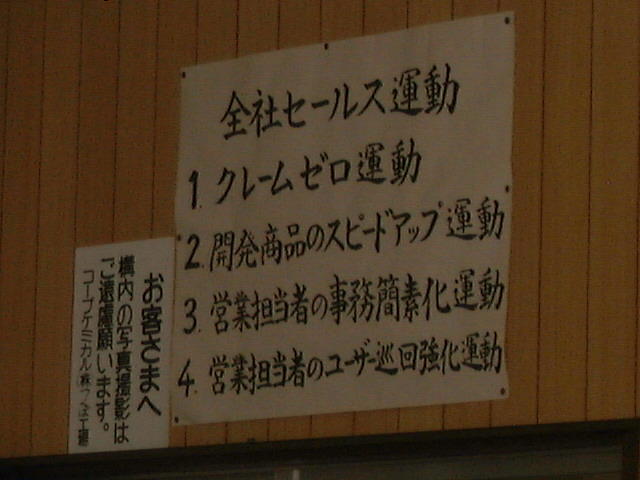 全社セールス運動
1. クレームゼロ運動
2. 開発商品のスピードアップ運動
3. 営業担当者の事務簡素化運動
4. 営業担当者のユーザー巡回強化運動
お客さまへ
構内の写真撮影は
ご遠慮願います。
コープケミカル(株)つくば工場